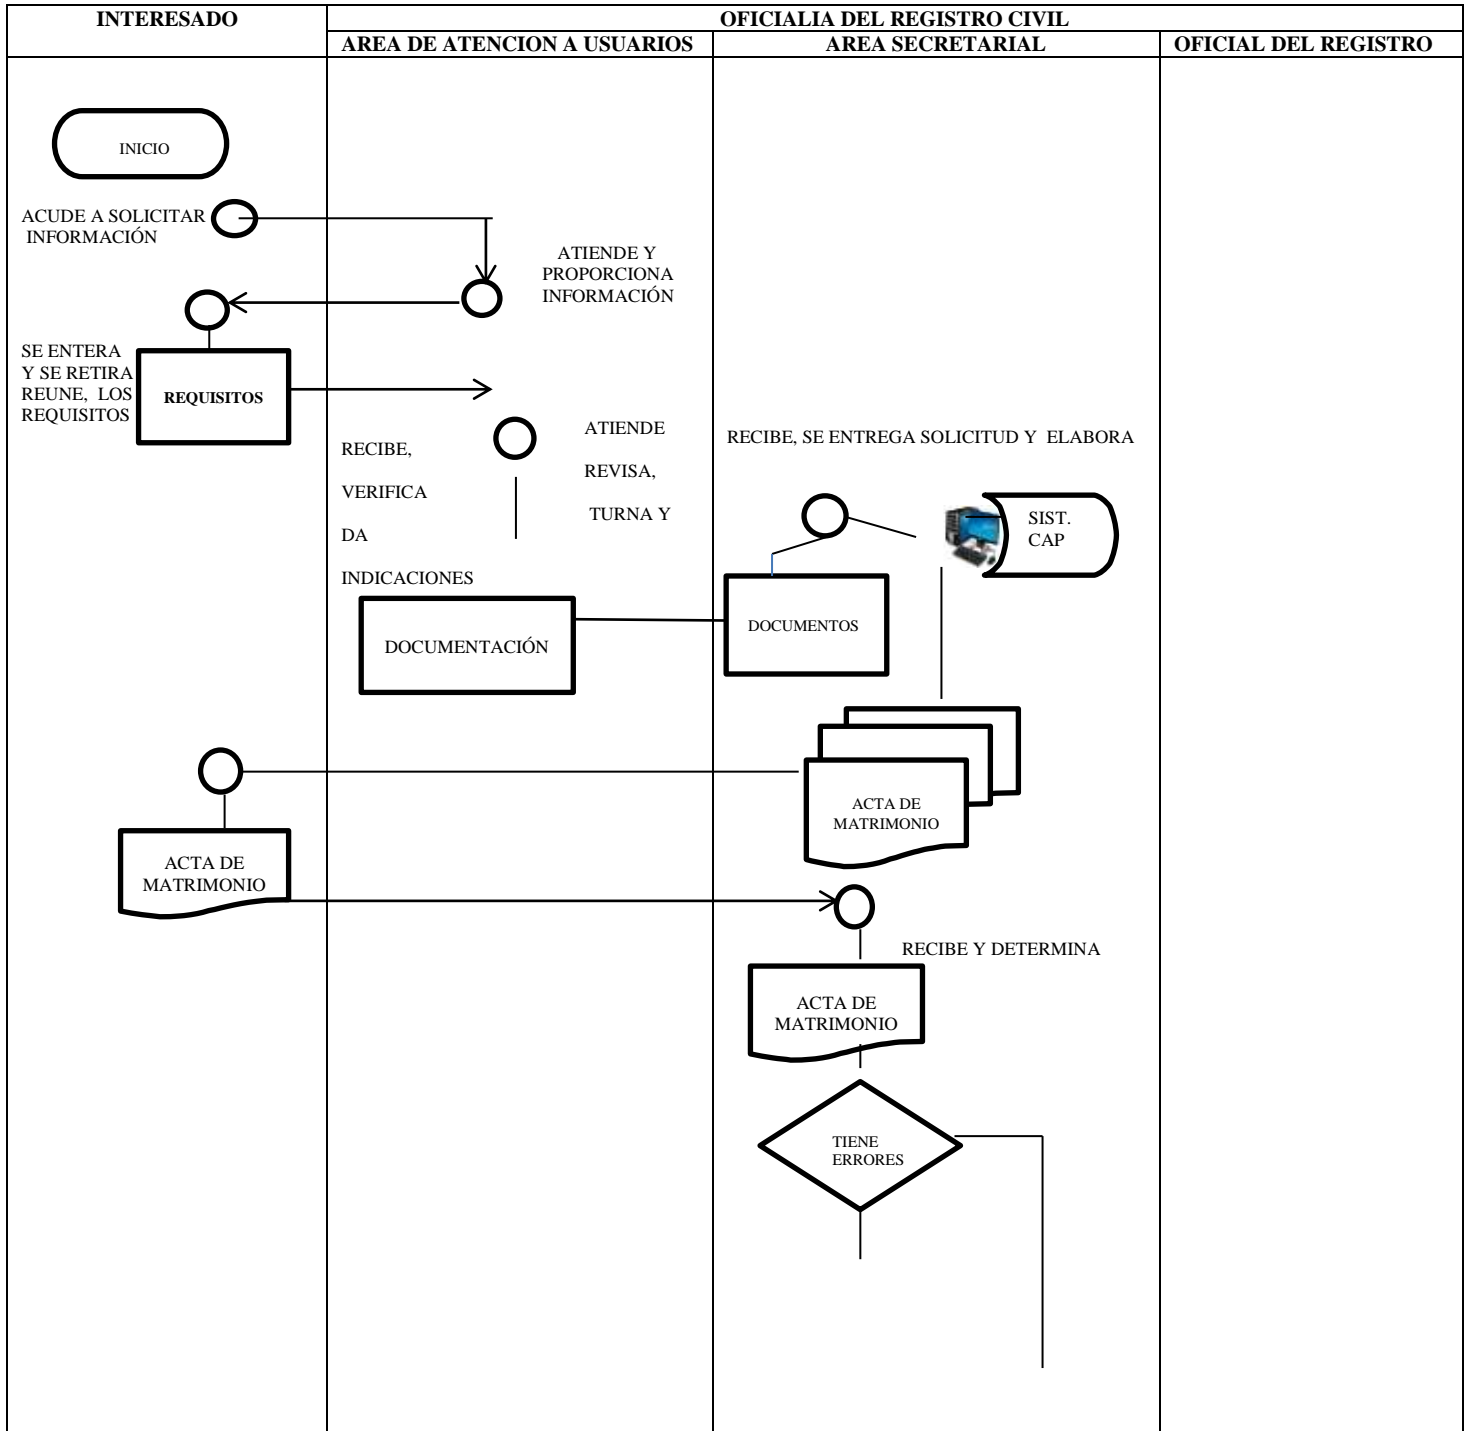 INTERESADO
OFICIALIA DEL REGISTRO CIVIL
AREA DE ATENCION A USUARIOS
AREA SECRETARIAL
OFICIAL DEL REGISTRO
INICIO
ACUDE A SOLICITAR
INFORMACIÓN
ATIENDE Y
PROPORCIONA
INFORMACIÓN
SE ENTERA
Y SE RETIRA
REUNE, LOS
REQUISITOS
REQUISITOS
RECIBE,
VERIFICA
DA
INDICACIONES
ATIENDE
REVISA,
TURNA Y
RECIBE, SE ENTREGA SOLICITUD Y ELABORA
SIST.
CAP
DOCUMENTACIÓN
DOCUMENTOS
ACTA DE
MATRIMONIO
ACTA DE
MATRIMONIO
RECIBE Y DETERMINA
ACTA DE
MATRIMONIO
TIENE
ERRORES